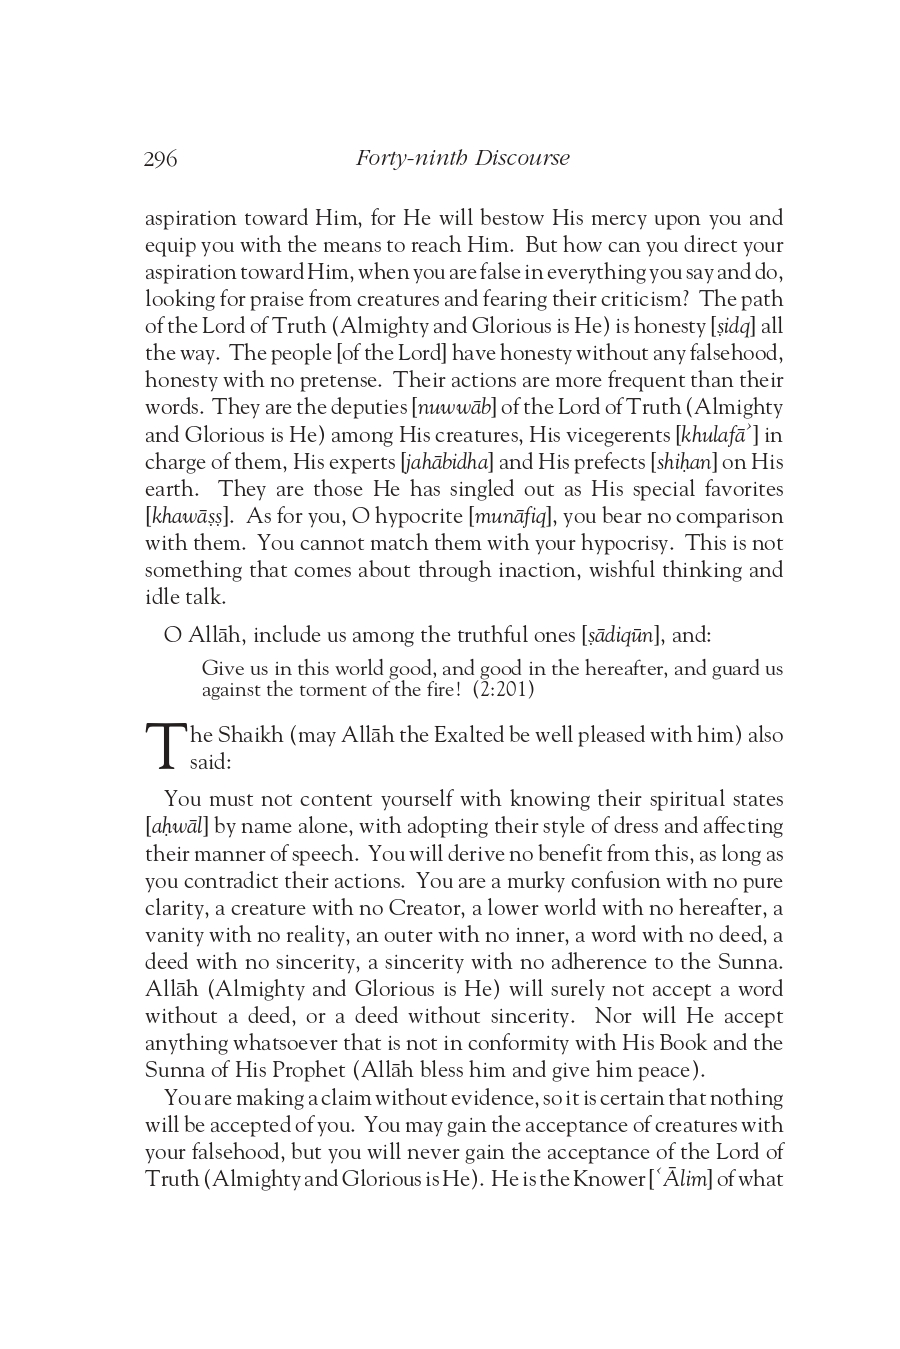 296
Forty-ninth Discourse
aspiration toward Him, for He will bestow His mercy upon you and
equip you with the means to reach Him. But how can you direct your
aspiration toward Him, when you are false in everything you say and do,
looking for praise from creatures and fearing their criticism? The path
of the Lord of Truth (Almighty and Glorious is He) is honesty [ṣidq] all
the way. The people [of the Lord] have honesty without any falsehood,
honesty with no pretense. Their actions are more frequent than their
words. They are the deputies [nuwwāb] of the Lord of Truth (Almighty
and Glorious is He) among His creatures, His vicegerents [khulafāʾ] in
charge of them, His experts [jahābidha] and His prefects [shiḥan] on His
earth. They are those He has singled out as His special favorites
[khawāṣṣ]. As for you, O hypocrite [munāfiq], you bear no comparison
with them. You cannot match them with your hypocrisy. This is not
something that comes about through inaction, wishful thinking and
idle talk.
O Allāh, include us among the truthful ones [ṣādiqūn], and:
Give us in this world good, and good in the hereafter, and guard us
against the torment of the fire! (2:201)
The Shaikh (may Allāh the Exalted be well pleased with him) also
said:
You must not content yourself with knowing their spiritual states
[aḥwāl] by name alone, with adopting their style of dress and affecting
their manner of speech. You will derive no benefit from this, as long as
you contradict their actions. You are a murky confusion with no pure
clarity, a creature with no Creator, a lower world with no hereafter, a
vanity with no reality, an outer with no inner, a word with no deed, a
deed with no sincerity, a sincerity with no adherence to the Sunna.
Allāh (Almighty and Glorious is He) will surely not accept a word
without a deed, or a deed without sincerity. Nor will He accept
anything whatsoever that is not in conformity with His Book and the
Sunna of His Prophet (Allāh bless him and give him peace).
You are making a claim without evidence, so it is certain that nothing
will be accepted of you. You may gain the acceptance of creatures with
your falsehood, but you will never gain the acceptance of the Lord of
Truth (Almighty and Glorious is He). He is the Knower [ʿĀlim] of what